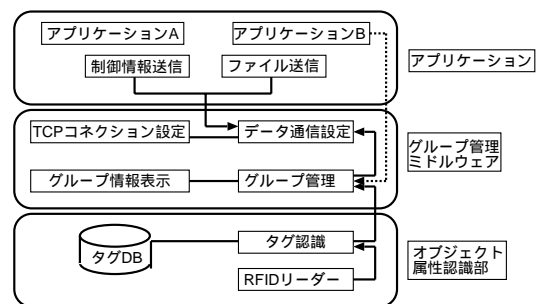 アプリケーションA
アプリケーションB
制御情報送信
ファイル送信
アプリケーション
TCPコネクション設定
データ通信設定
グループ情報表示
グループ管理
グループ管理
ミドルウェア
タグDB
タグ認識
RFIDリーダー
オブジェクト
属性認識部